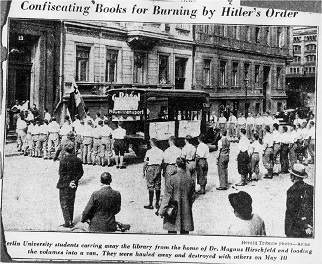 Confiscating Books for Burning by Hitler's Order
Herald Tribune photo—Acme
Berlin University students carting away the library from the home of Dr. Magnus Hirschfeld and loading
the volumes into a van. They were hauled away and destroyed with others on May 10